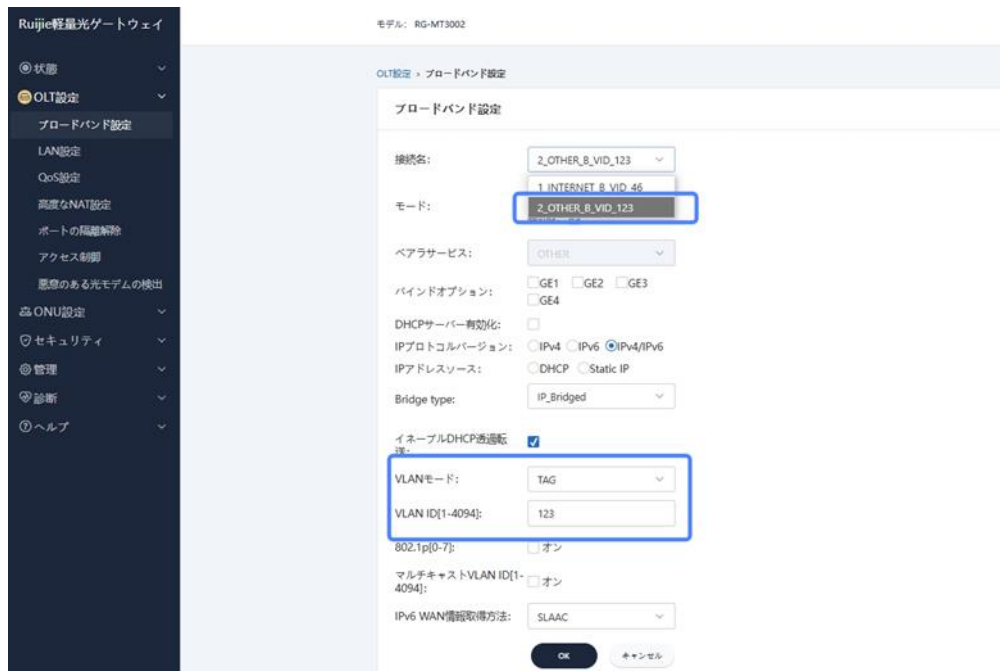 Ruijie軽量光ゲートウェイ
モデル: RG-MT3002
状態
OLT設定
ブロードバンド設定
LAN設定
QoS設定
高度なNAT設定
ポートの隔離解除
アクセス制御
悪意のある光モデムの検出
ONU設定
セキュリティ
管理
診断
ヘルプ
OLT設定 › ブロードバンド設定
ブロードバンド設定
接続名: 2_OTHER_B_VID_123
1_INTERNET_B_VID_46
2_OTHER_B_VID_123
モード:
ベアラサービス: OTHER
バインドオプション: GE1 GE2 GE3
GE4
DHCPサーバー有効化:
IPプロトコルバージョン: IPv4 IPv6 IPv4/IPv6
IPアドレスソース: DHCP Static IP
Bridge type: IP_Bridged
イネーブルDHCP透過転
送:
VLANモード: TAG
VLAN ID[1-4094]: 123
802.1p[0-7]: オン
マルチキャストVLAN ID[1-
4094]: オン
IPv6 WAN情報取得方法: SLAAC
OK キャンセル